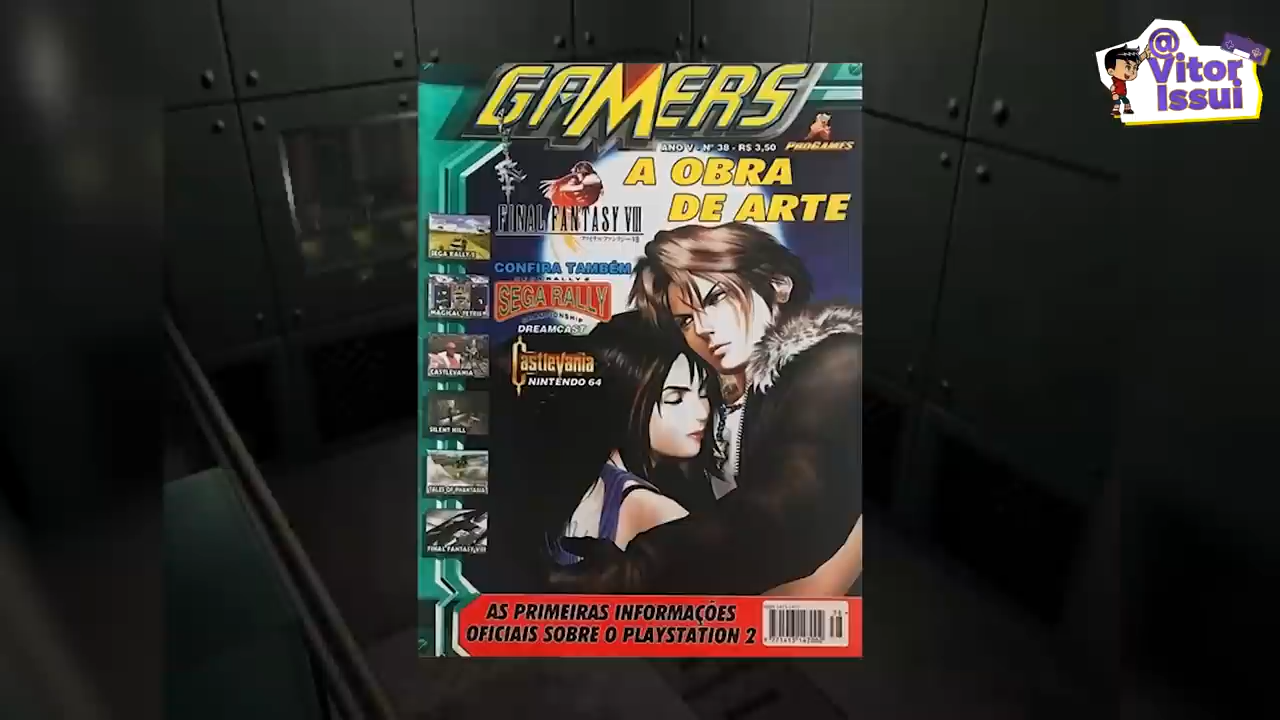 @
Vitor
Issui
GAMERS
ANO V - Nº 38 - R$ 3,50
PROGAMES
A OBRA
DE ARTE
FINAL FANTASY VIII
CONFIRA TAMBÉM
SEGA RALLY
CHAMPIONSHIP
DREAMCAST
Castlevania
NINTENDO 64
SEGA RALLY
MAGICAL TETRIS
CASTLEVANIA
SILENT HILL
TALES OF PHANTASIA
FINAL FANTASY VIII
AS PRIMEIRAS INFORMAÇÕES
OFICIAIS SOBRE O PLAYSTATION 2